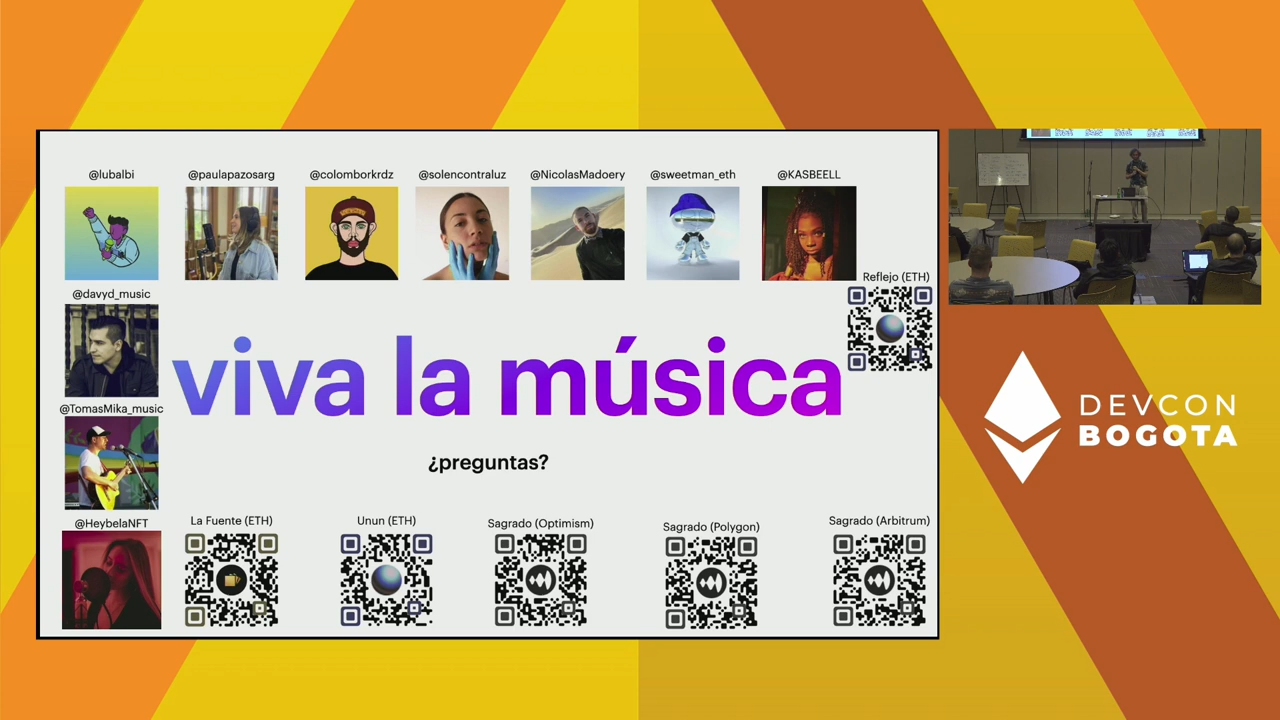 @lubalbi
@paulapazosarg
@colomborkrdz
@solencontraluz
@NicolasMadoery
@sweetman_eth
@KASBEELL
Reflejo (ETH)
@davyd_music
viva la música
@TomasMika_music
¿preguntas?
@HeybelaNFT
La Fuente (ETH)
Unun (ETH)
Sagrado (Optimism)
Sagrado (Polygon)
Sagrado (Arbitrum)
DEVCON
BOGOTA